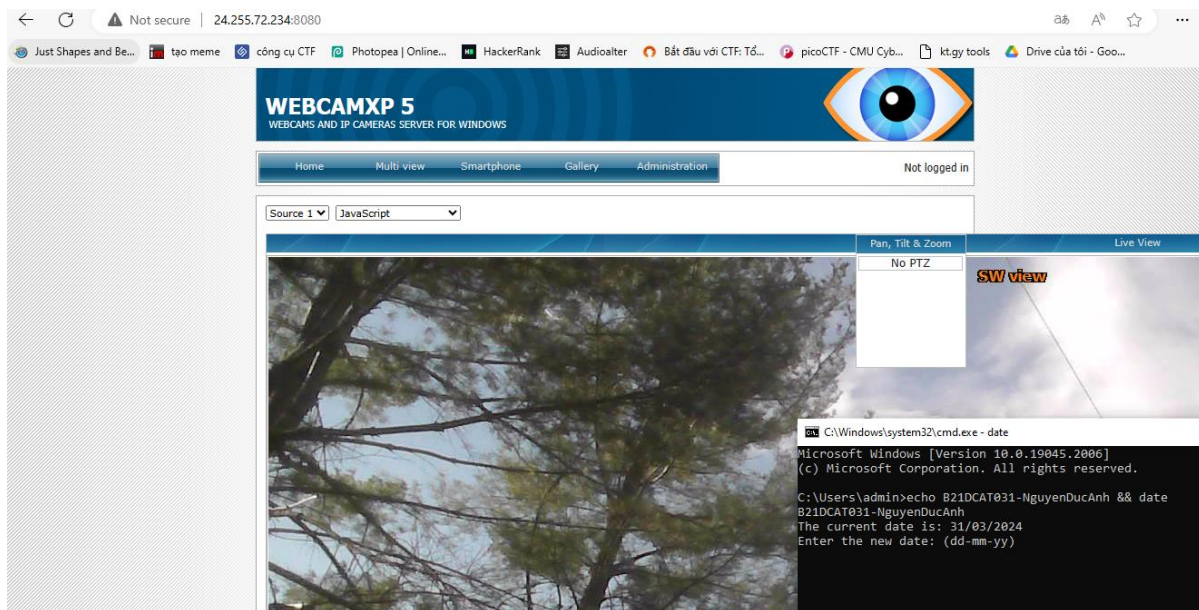 Not secure 24.255.72.234:8080
Just Shapes and Be... tạo meme công cụ CTF Photopea | Online... HackerRank Audioalter Bắt đầu với CTF: Tổ... picoCTF - CMU Cyb... kt.gy tools Drive của tôi - Goo...
WEBCAMXP 5
WEBCAMS AND IP CAMERAS SERVER FOR WINDOWS
Home Multi view Smartphone Gallery Administration Not logged in
Source 1 JavaScript
Pan, Tilt & Zoom Live View
No PTZ
SW view
C:\Windows\system32\cmd.exe - date
Microsoft Windows [Version 10.0.19045.2006]
(c) Microsoft Corporation. All rights reserved.
C:\Users\admin>echo B21DCAT031-NguyenDucAnh && date
B21DCAT031-NguyenDucAnh
The current date is: 31/03/2024
Enter the new date: (dd-mm-yy)